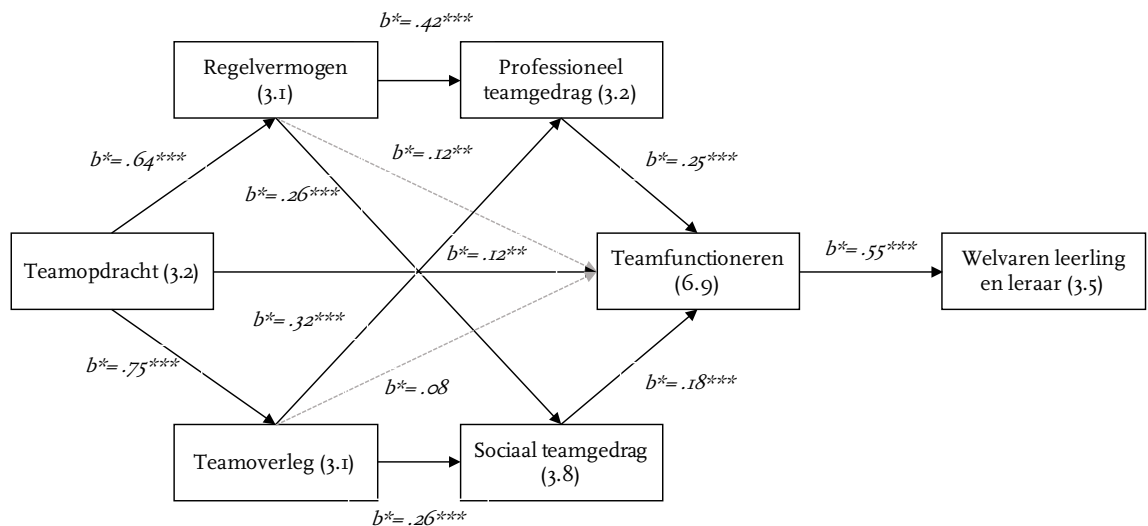 b*= .42***
Regelvermogen
(3.1)
Professioneel
teamgedrag (3.2)
b*= .64***
b*= .12**
b*= .25***
b*= .26***
Teamopdracht (3.2)
b*= .12**
Teamfunctioneren
(6.9)
b*= .55***
Welvaren leerling
en leraar (3.5)
b*= .32***
b*= .75***
b*= .08
b*= .18***
Teamoverleg (3.1)
Sociaal teamgedrag
(3.8)
b*= .26***